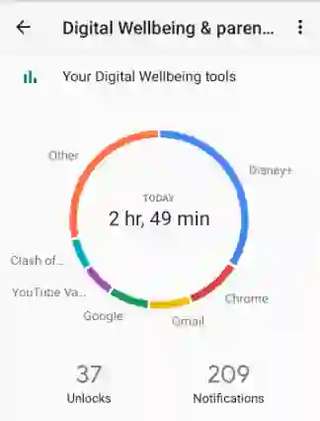 Digital Wellbeing & paren...
Your Digital Wellbeing tools
Other
Disney+
TODAY
2 hr, 49 min
Clash of...
YouTube Va...
Chrome
Google
Gmail
37
209
Unlocks
Notifications